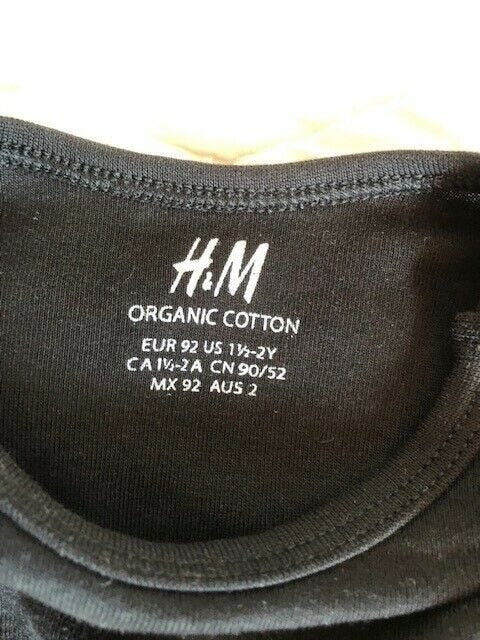 H&M
ORGANIC COTTON
EUR 92 US 1½-2Y
CA 1½-2A CN 90/52
MX 92 AUS 2